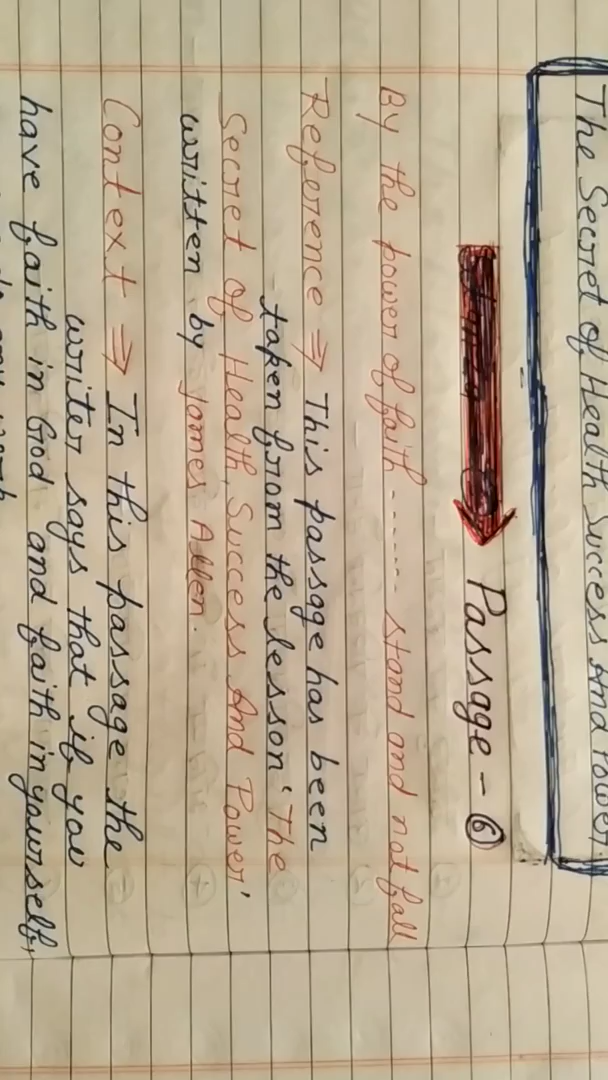 The Secret of Health Success And Power.
Passage - 6
By the power of faith ...... stand and not fall
Reference ⇒ This passage has been
taken from the lesson 'The
Secret of Health, Success And Power'
written by James Allen.
Context ⇒ In this passage the
writer says that if you
have faith in God and faith in yourself,